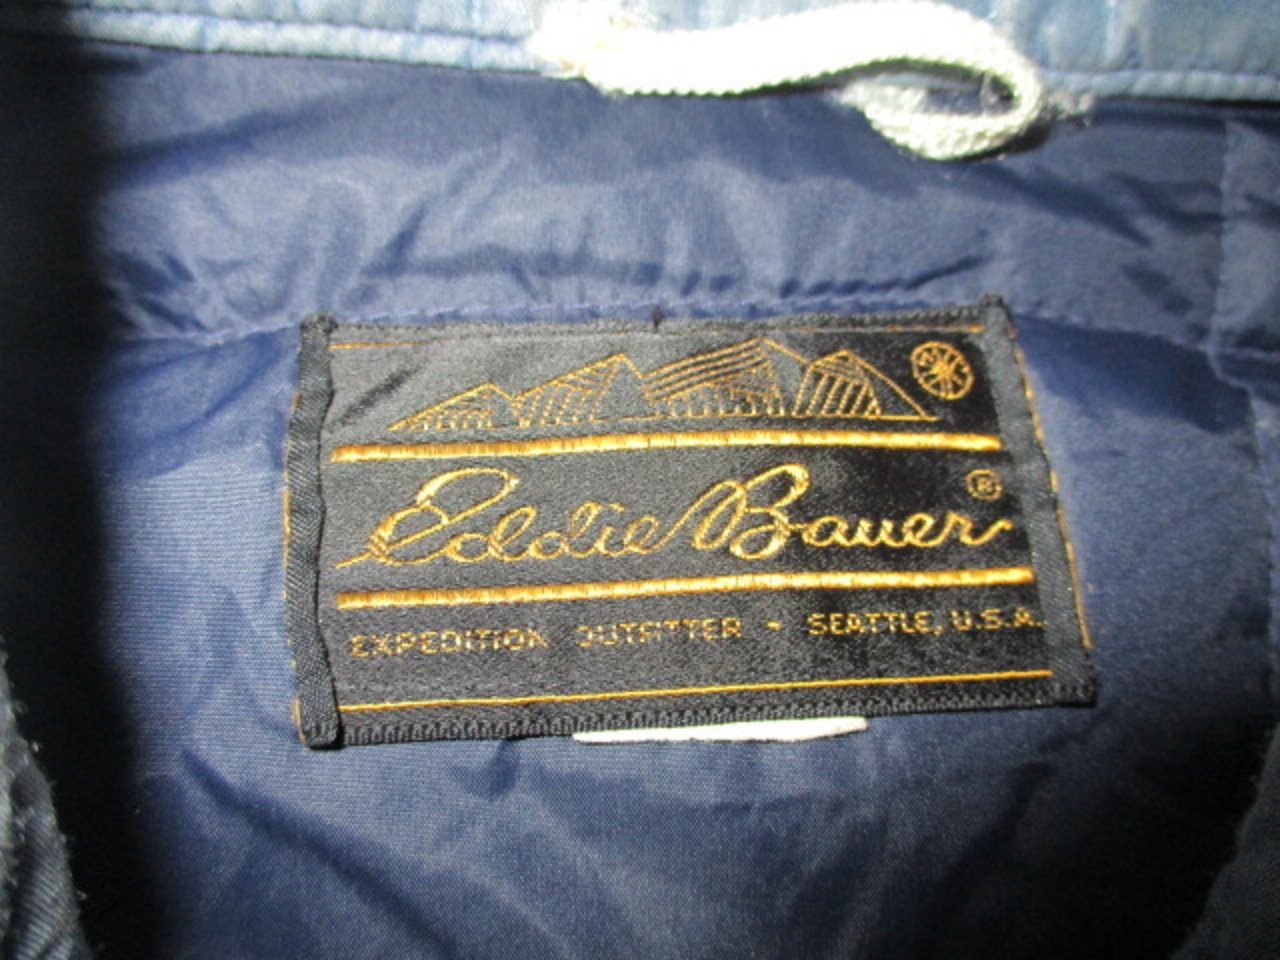 Eddie Bauer ®
EXPEDITION OUTFITTER - SEATTLE, U.S.A.